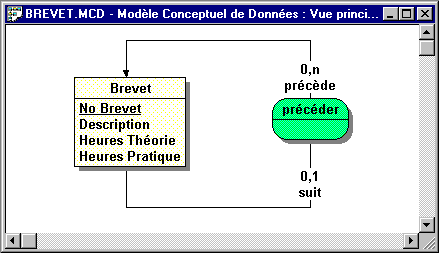 BREVET.MCD - Modèle Conceptuel de Données : Vue princi...
Brevet
No Brevet
Description
Heures Théorie
Heures Pratique
0,n
précède
précéder
0,1
suit